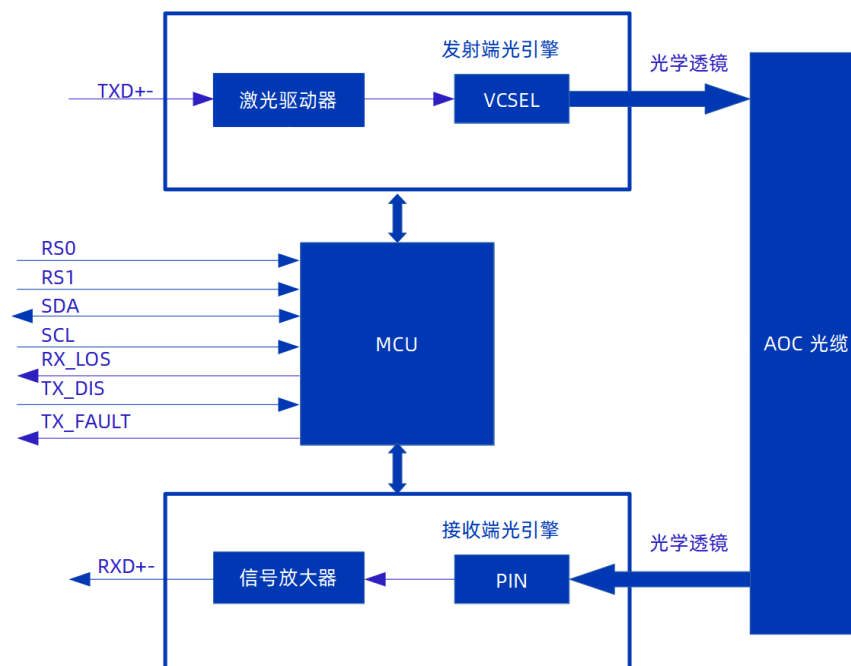 发射端光引擎
光学透镜
TXD+-
激光驱动器
VCSEL
RS0
RS1
SDA
SCL
RX_LOS
TX_DIS
TX_FAULT
MCU
AOC 光缆
接收端光引擎
光学透镜
RXD+-
信号放大器
PIN